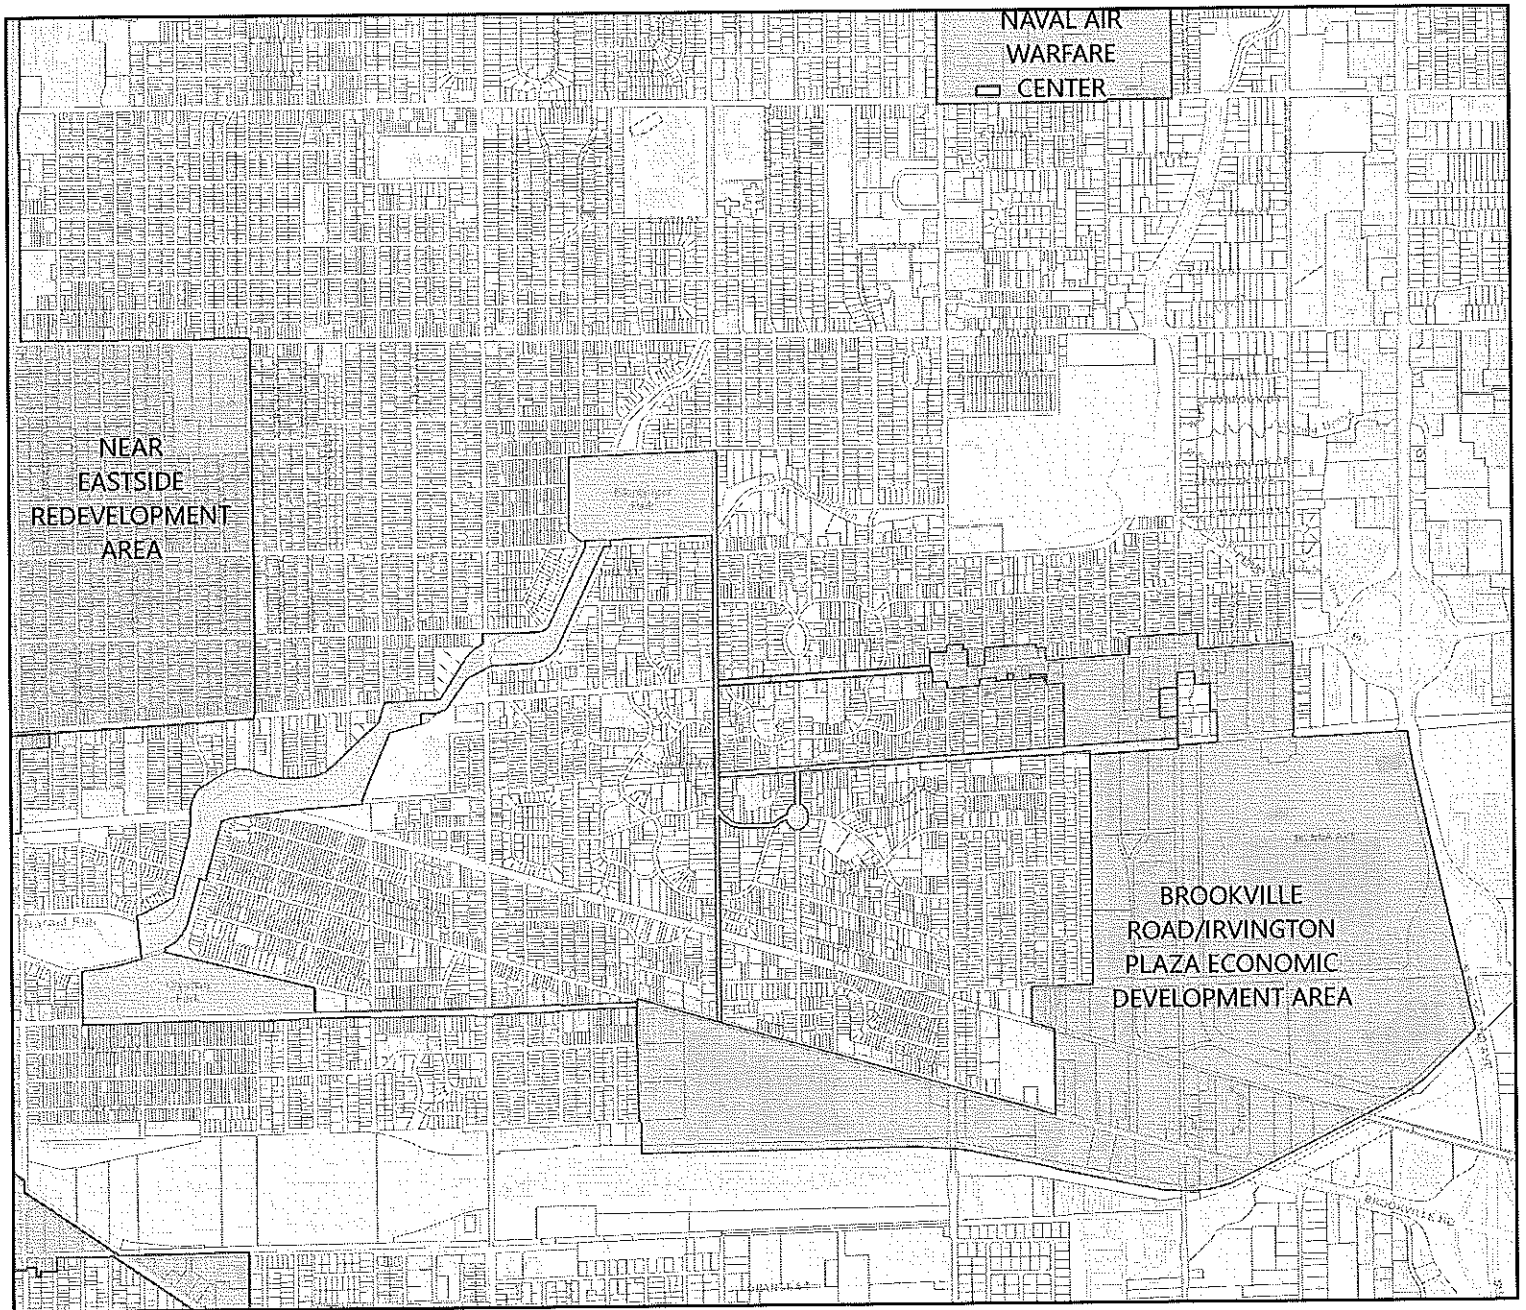 NAVAL AIR
WARFARE
CENTER
NEAR
EASTSIDE
REDEVELOPMENT
AREA
BROOKVILLE
ROAD/IRVINGTON
PLAZA ECONOMIC
DEVELOPMENT AREA
BROOKVILLE RD